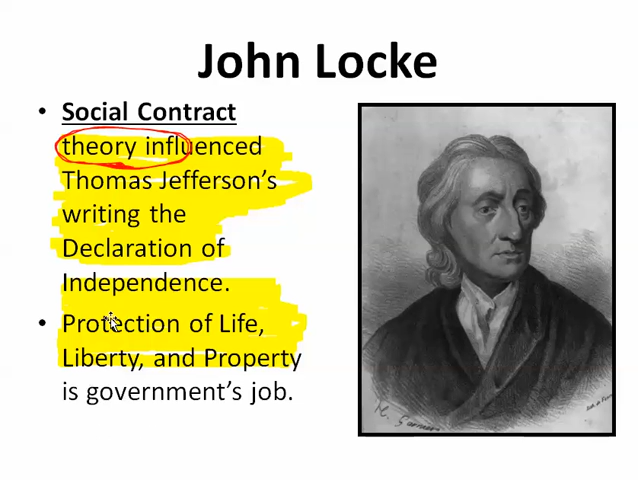 John Locke
• Social Contract
theory influenced
Thomas Jefferson's
writing the
Declaration of
Independence.
• Protection of Life,
Liberty, and Property
is government's job.